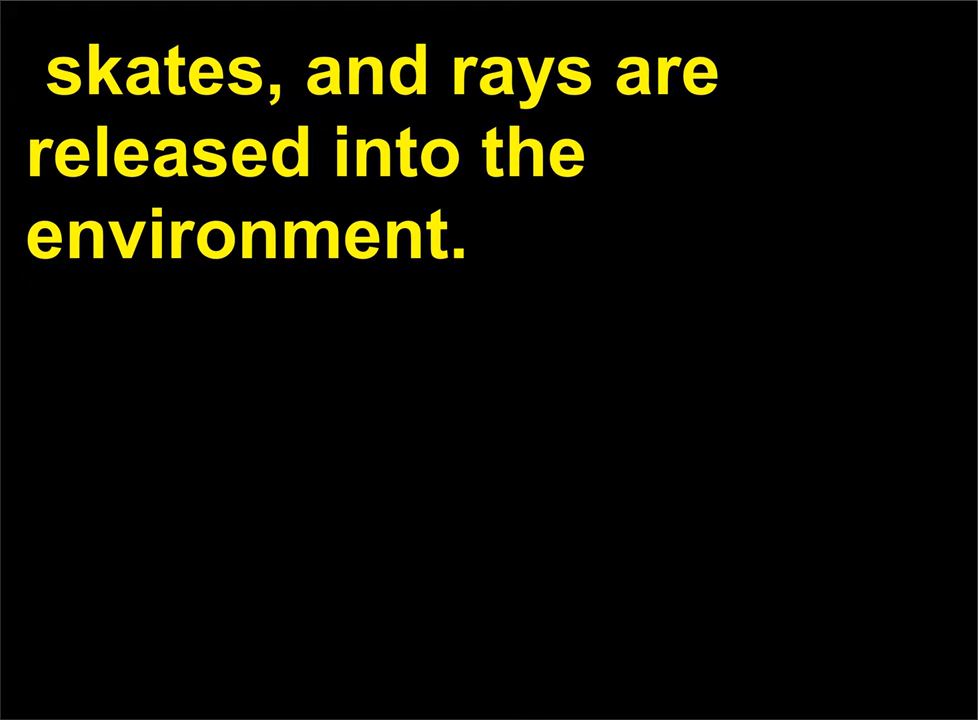 skates, and rays are
released into the
environment.